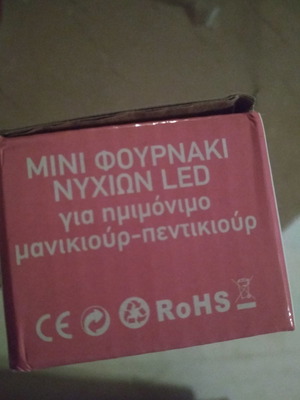 ΜΙΝΙ ΦΟΥΡΝΑΚΙ
ΝΥΧΙΩΝ LED
για ημιμόνιμο
μανικιούρ-πεντικιούρ
CE RoHS